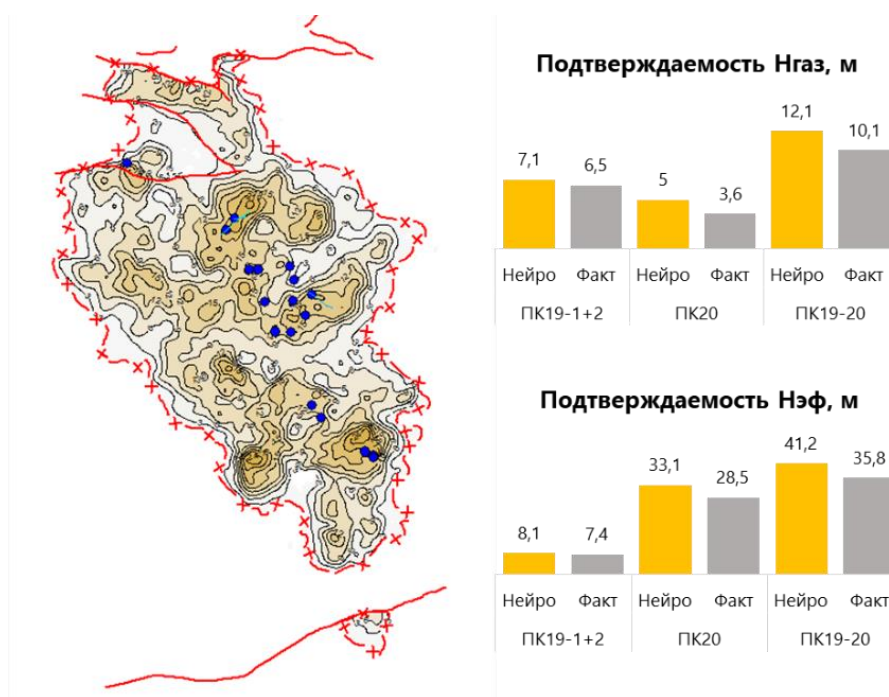 Подтверждаемость Нгаз, м
12,1
10,1
7,1
6,5
5
3,6
Нейро Факт Нейро Факт Нейро Факт
ПК19-1+2 ПК20 ПК19-20
Подтверждаемость Нэф, м
41,2
35,8
33,1
28,5
8,1
7,4
Нейро Факт Нейро Факт Нейро Факт
ПК19-1+2 ПК20 ПК19-20